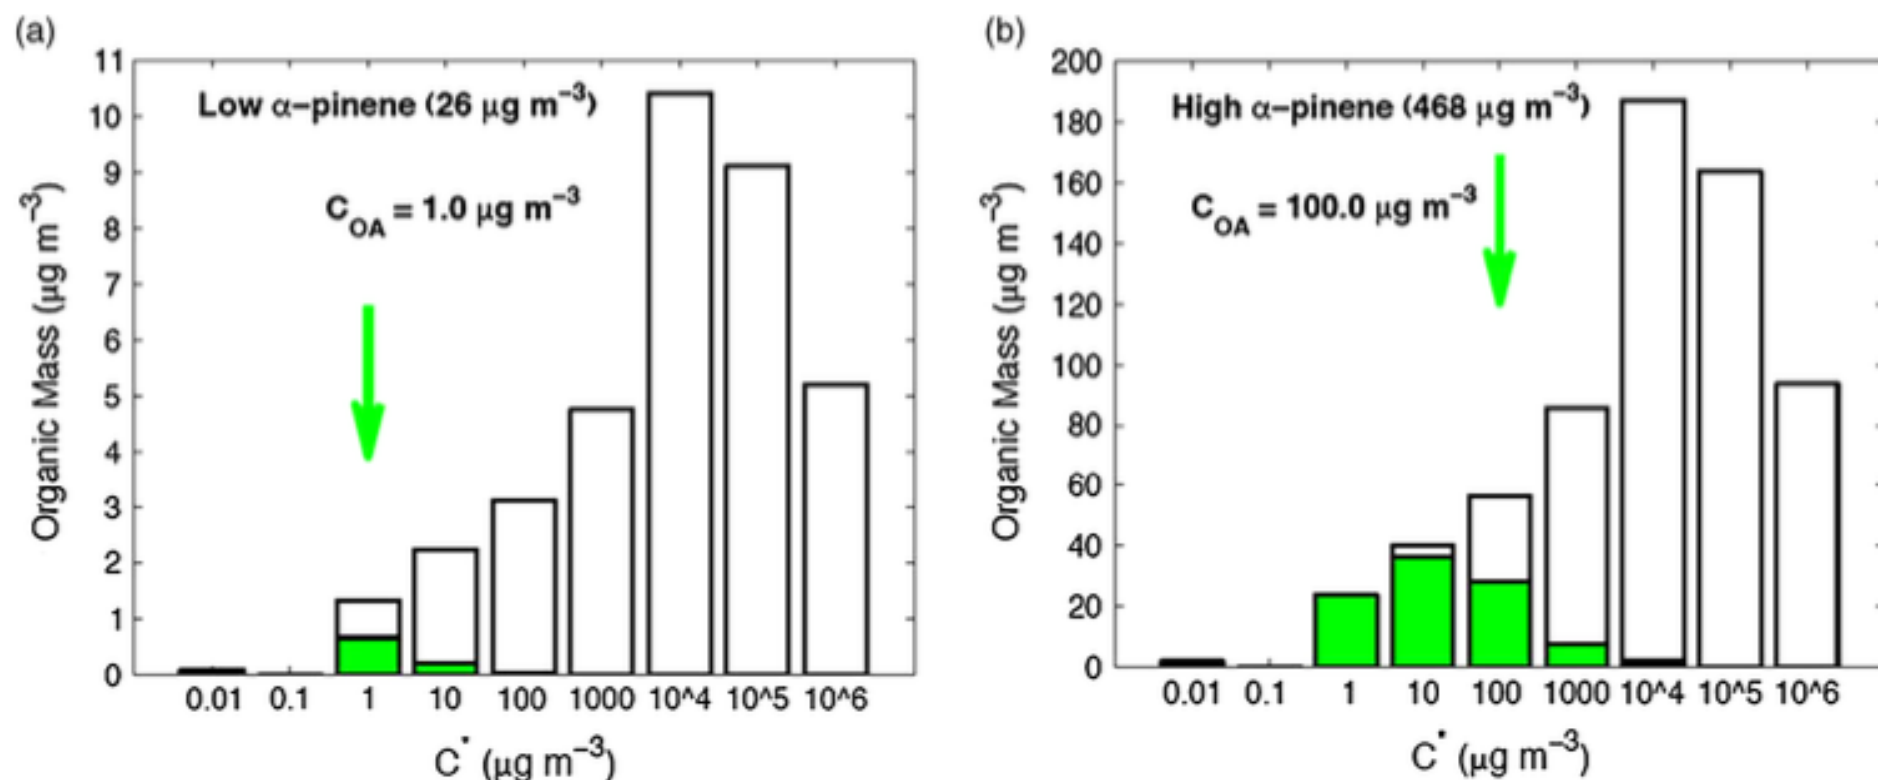 (a)
Low α−pinene (26 μg m−3)
COA = 1.0 μg m−3
Organic Mass (μg m−3)
11
10
9
8
7
6
5
4
3
2
1
0
0.01 0.1 1 10 100 1000 10^4 10^5 10^6
C* (μg m−3)
(b)
High α−pinene (468 μg m−3)
COA = 100.0 μg m−3
Organic Mass (μg m−3)
200
180
160
140
120
100
80
60
40
20
0
0.01 0.1 1 10 100 1000 10^4 10^5 10^6
C* (μg m−3)